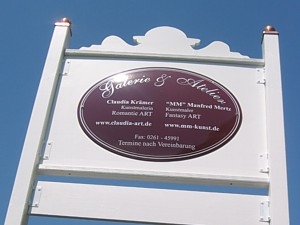 Galerie & Atelier
Claudia Krämer
Kunstmalerin
Romantic ART
www.claudia-art.de
"MM" Manfred Mertz
Kunstmaler
Fantasy ART
www.mm-kunst.de
Fax: 0261 - 45991
Termine nach Vereinbarung